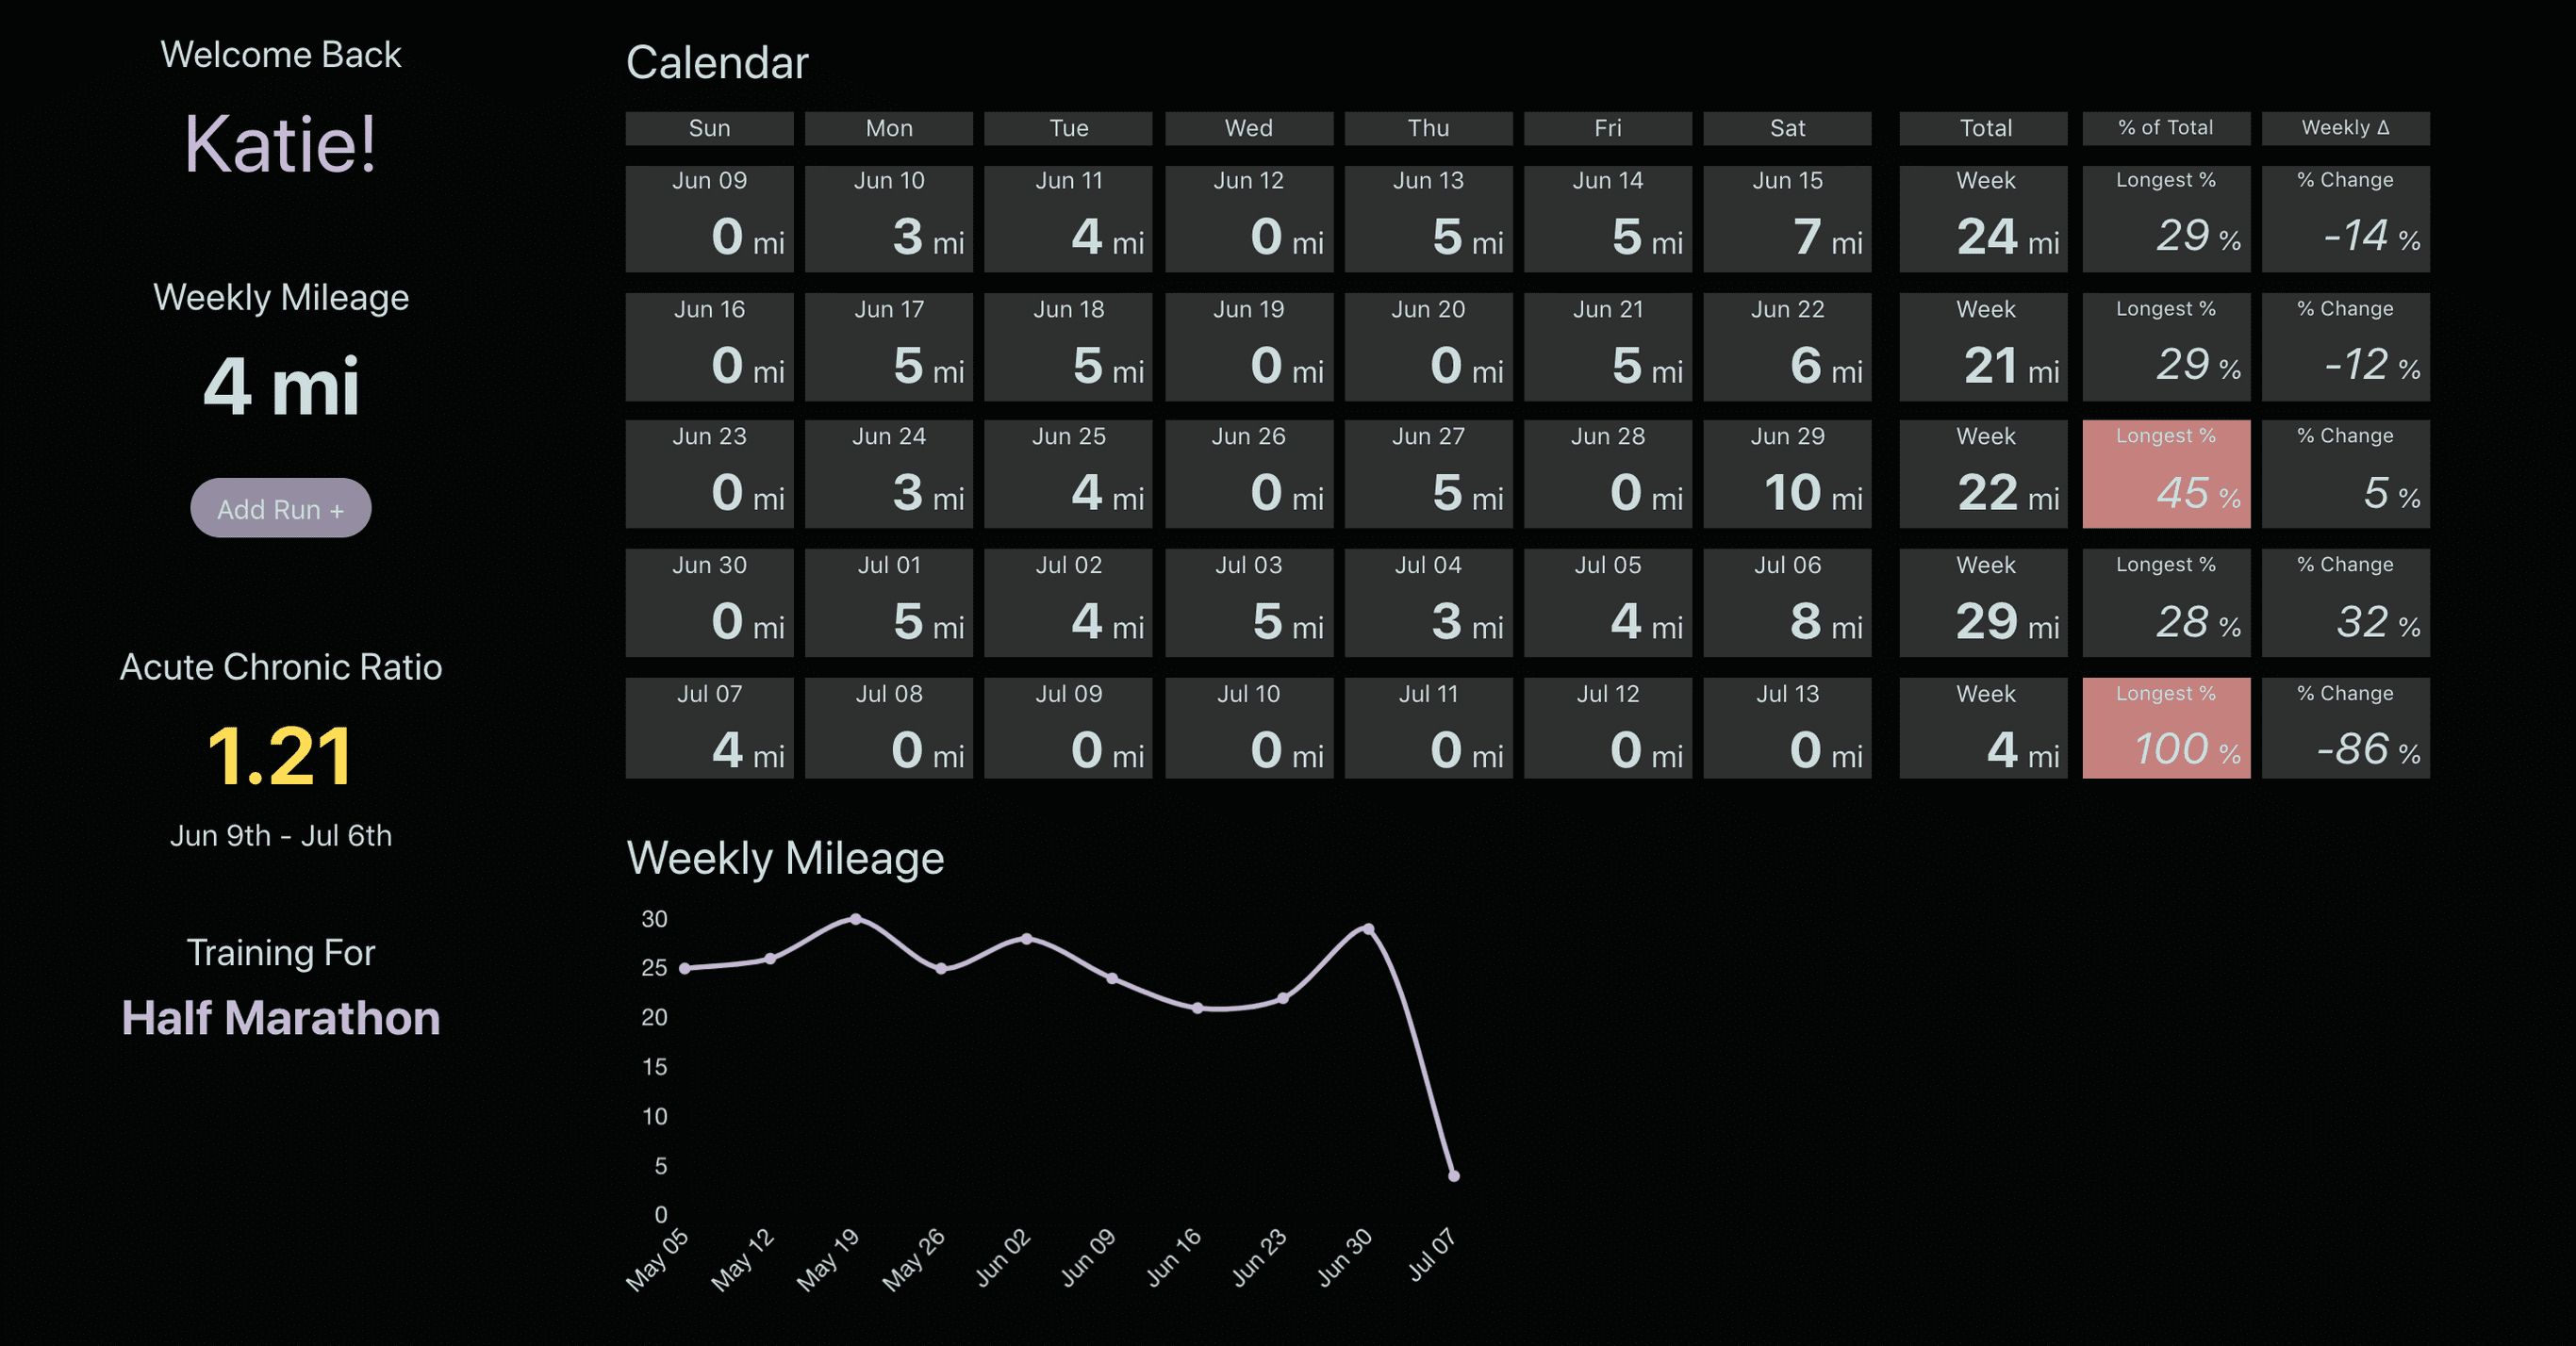 Welcome Back
Katie!
Weekly Mileage
4 mi
Add Run +
Acute Chronic Ratio
1.21
Jun 9th - Jul 6th
Training For
Half Marathon
Calendar
Sun Mon Tue Wed Thu Fri Sat Total % of Total Weekly Δ
Jun 09 Jun 10 Jun 11 Jun 12 Jun 13 Jun 14 Jun 15 Week Longest % % Change
0 mi 3 mi 4 mi 0 mi 5 mi 5 mi 7 mi 24 mi 29 % -14 %
Jun 16 Jun 17 Jun 18 Jun 19 Jun 20 Jun 21 Jun 22 Week Longest % % Change
0 mi 5 mi 5 mi 0 mi 0 mi 5 mi 6 mi 21 mi 29 % -12 %
Jun 23 Jun 24 Jun 25 Jun 26 Jun 27 Jun 28 Jun 29 Week Longest % % Change
0 mi 3 mi 4 mi 0 mi 5 mi 0 mi 10 mi 22 mi 45 % 5 %
Jun 30 Jul 01 Jul 02 Jul 03 Jul 04 Jul 05 Jul 06 Week Longest % % Change
0 mi 5 mi 4 mi 5 mi 3 mi 4 mi 8 mi 29 mi 28 % 32 %
Jul 07 Jul 08 Jul 09 Jul 10 Jul 11 Jul 12 Jul 13 Week Longest % % Change
4 mi 0 mi 0 mi 0 mi 0 mi 0 mi 0 mi 4 mi 100 % -86 %
Weekly Mileage
30
25
20
15
10
5
0
May 05 May 12 May 19 May 26 Jun 02 Jun 09 Jun 16 Jun 23 Jun 30 Jul 07